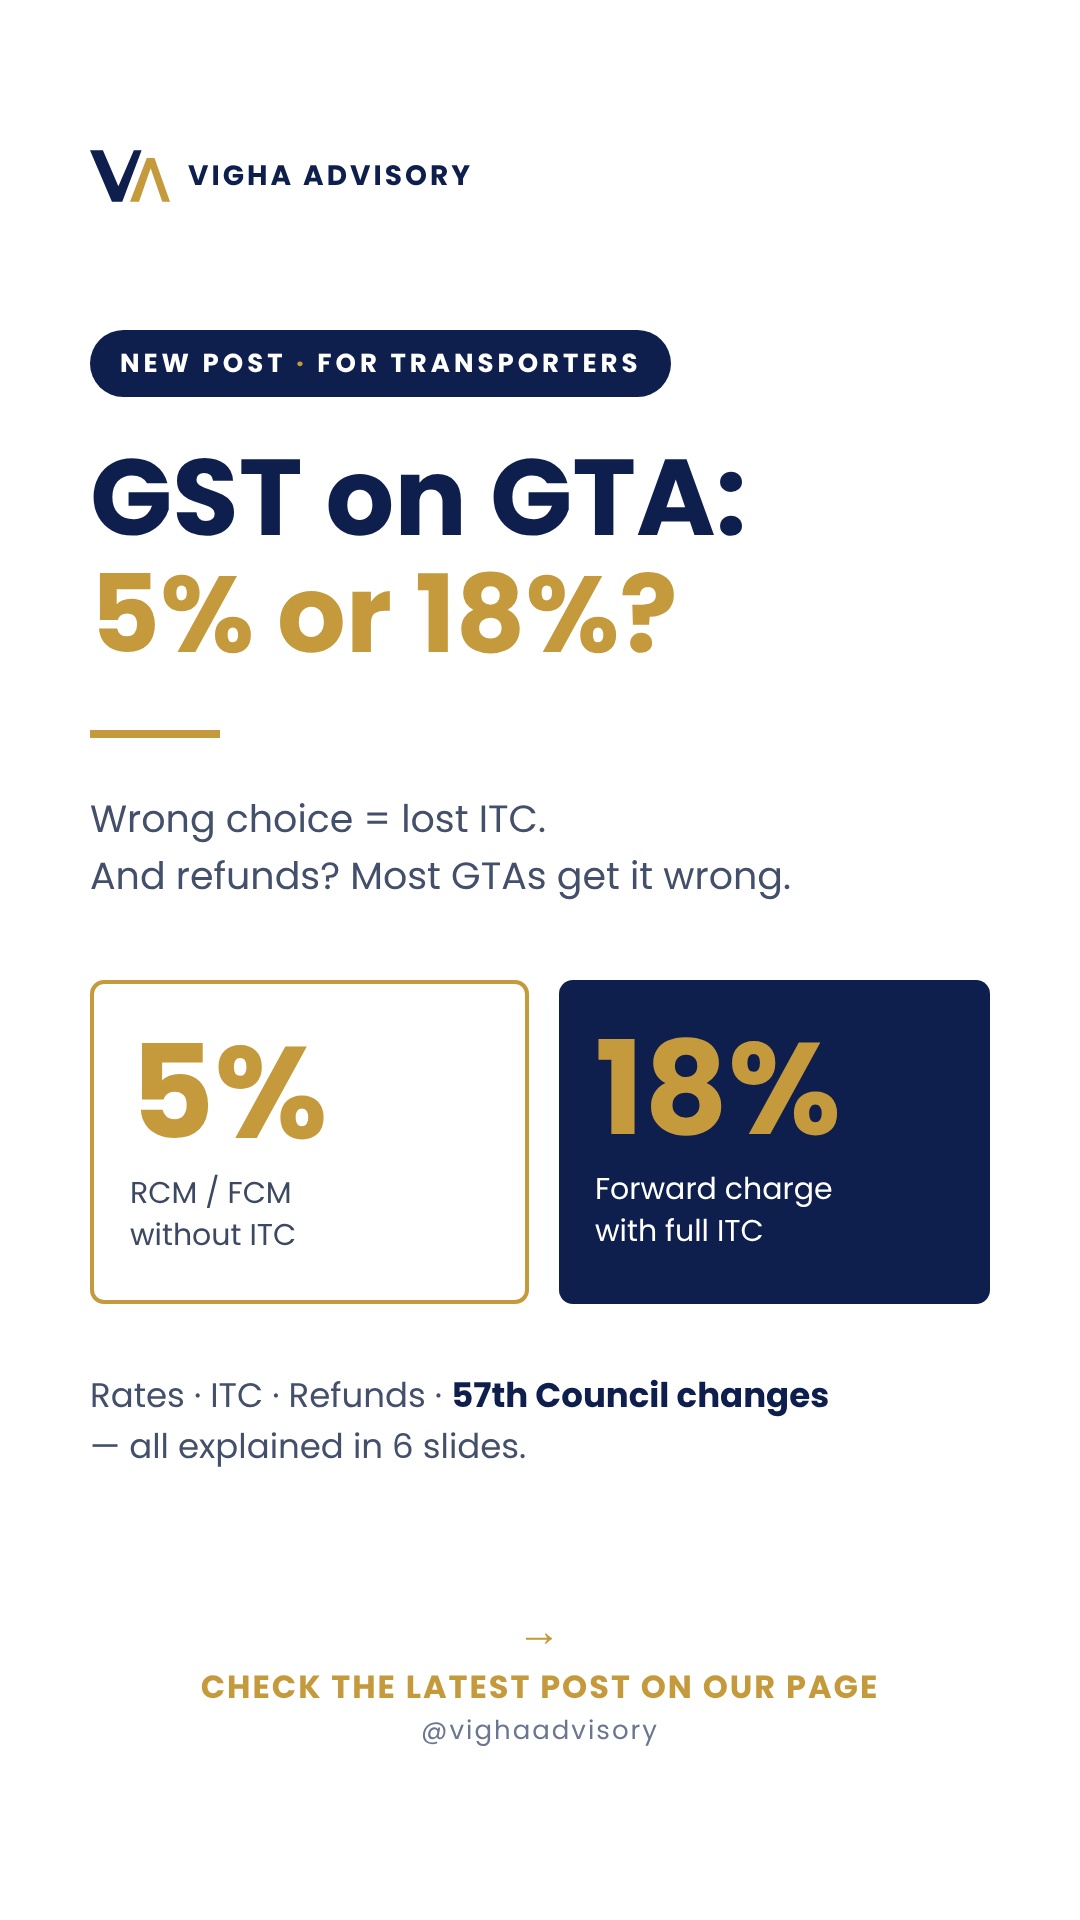 VIGHA ADVISORY
NEW POST · FOR TRANSPORTERS
GST on GTA:
5% or 18%?
Wrong choice = lost ITC.
And refunds? Most GTAs get it wrong.
5%
RCM / FCM
without ITC
18%
Forward charge
with full ITC
Rates · ITC · Refunds · 57th Council changes
— all explained in 6 slides.
→
CHECK THE LATEST POST ON OUR PAGE
@vighaadvisory